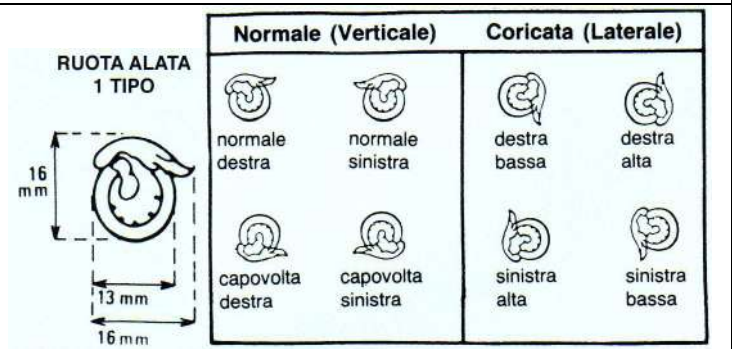 RUOTA ALATA
1 TIPO
16
mm
13 mm
16 mm
Normale (Verticale)
Coricata (Laterale)
normale
destra
normale
sinistra
destra
bassa
destra
alta
capovolta
destra
capovolta
sinistra
sinistra
alta
sinistra
bassa